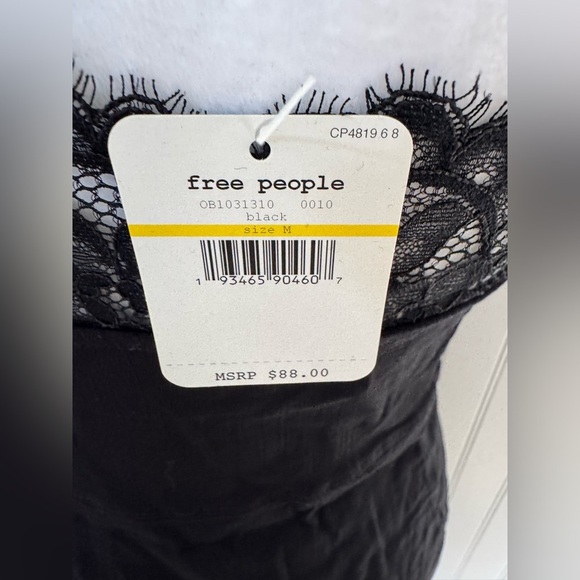 CP4819 6 8
free people
OB1031310 0010
black
size M
1 93465 90460 7
MSRP $88.00